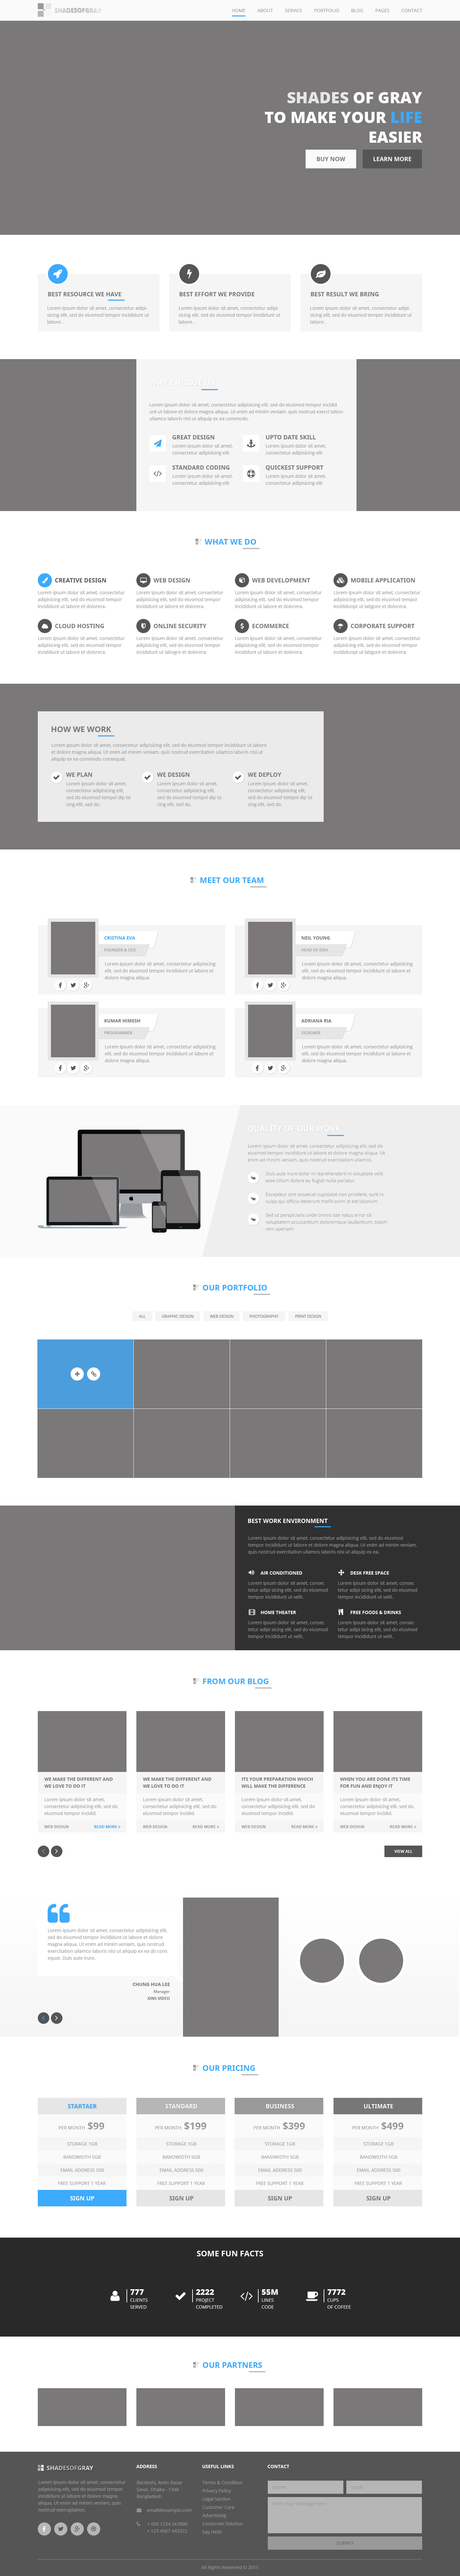 SHADESOFGRAY
HOME ABOUT SERVICE PORTFOLIO BLOG PAGES CONTACT
SHADES OF GRAY
TO MAKE YOUR LIFE
EASIER
BUY NOW LEARN MORE
BEST RESOURCE WE HAVE
Lorem ipsum dolor sit amet, consectetur adipi-
sicing elit, sed do eiusmod tempor incididunt ut
labore .
BEST EFFORT WE PROVIDE
Lorem ipsum dolor sit amet, consectetur adipi-
sicing elit, sed do eiusmod tempor incididunt ut
labore .
BEST RESULT WE BRING
Lorem ipsum dolor sit amet, consectetur adipi-
sicing elit, sed do eiusmod tempor incididunt ut
labore .
WHY CHOOSE US
Lorem ipsum dolor sit amet, consectetur adipisicing elit, sed do eiusmod tempor incidid
unt ut labore et dolore magna aliqua. Ut enim ad minim veniam, quis nostrud exerci tation
ullamco laboris nisi ut aliquip ex ea commodo.
GREAT DESIGN
Lorem ipsum dolor sit amet,
consectetur adipisicing elit
UPTO DATE SKILL
Lorem ipsum dolor sit amet,
consectetur adipisicing elit
STANDARD CODING
Lorem ipsum dolor sit amet,
consectetur adipisicing elit
QUICKEST SUPPORT
Lorem ipsum dolor sit amet,
consectetur adipisicing elit
WHAT WE DO
CREATIVE DESIGN
Lorem ipsum dolor sit amet, consectetur
adipisicing elit, sed do eiusmod tempor
incididunt ut labore et dolorera.
WEB DESIGN
Lorem ipsum dolor sit amet, consectetur
adipisicing elit, sed do eiusmod tempor
incididunt ut labore et dolorera.
WEB DEVELOPMENT
Lorem ipsum dolor sit amet, consectetur
adipisicing elit, sed do eiusmod tempor
incididunt ut labore et dolorera.
MOBILE APPLICATION
Lorem ipsum dolor sit amet, consectetur
adipisicing elit, sed do eiusmod tempor
incididunt ut labore et dolorera.
CLOUD HOSTING
Lorem ipsum dolor sit amet, consectetur
adipisicing elit, sed do eiusmod tempor
incididunt ut labore et dolorera.
ONLINE SECURITY
Lorem ipsum dolor sit amet, consectetur
adipisicing elit, sed do eiusmod tempor
incididunt ut labore et dolorera.
ECOMMERCE
Lorem ipsum dolor sit amet, consectetur
adipisicing elit, sed do eiusmod tempor
incididunt ut labore et dolorera.
CORPORATE SUPPORT
Lorem ipsum dolor sit amet, consectetur
adipisicing elit, sed do eiusmod tempor
incididunt ut labore et dolorera.
HOW WE WORK
Lorem ipsum dolor sit amet, consectetur adipisicing elit, sed do eiusmod tempor incididunt ut labore
et dolore magna aliqua. Ut enim ad minim veniam, quis nostrud exercitation ullamco laboris nisi ut
aliquip ex ea commodo consequat.
WE PLAN
Lorem ipsum dolor sit amet,
consectetur adipisicing elit,
sed do eiusmod tempor dip isi
cing elit, sed do.
WE DESIGN
Lorem ipsum dolor sit amet,
consectetur adipisicing elit,
sed do eiusmod tempor dip isi
cing elit, sed do.
WE DEPLOY
Lorem ipsum dolor sit amet,
consectetur adipisicing elit,
sed do eiusmod tempor dip isi
cing elit, sed do.
MEET OUR TEAM
CRISTINA EVA
FOUNDER & CEO
Lorem ipsum dolor sit amet, consectetur adipisicing
elit, sed do eiusmod tempor incididunt ut labore et
dolore magna aliqua.
NEIL YOUNG
HEAD OF IDEA
Lorem ipsum dolor sit amet, consectetur adipisicing
elit, sed do eiusmod tempor incididunt ut labore et
dolore magna aliqua.
KUMAR HIMESH
PROGRAMMER
Lorem ipsum dolor sit amet, consectetur adipisicing
elit, sed do eiusmod tempor incididunt ut labore et
dolore magna aliqua.
ADRIANA RIA
DESIGNER
Lorem ipsum dolor sit amet, consectetur adipisicing
elit, sed do eiusmod tempor incididunt ut labore et
dolore magna aliqua.
QUALITY OF OUR WORK
Lorem ipsum dolor sit amet, consectetur adipisicing elit, sed do eiusmod
tempor incididunt ut labore et dolore magna aliqua. Ut
enim ad minim veniam, quis nostrud exercitation ullamco.
Duis aute irure dolor in reprehenderit in voluptate velit
esse cillum dolore eu fugiat nulla pariatur.
Excepteur sint occaecat cupidatat non proident, sunt in
culpa qui officia deserunt mollit anim id est laborum.
Sed ut perspiciatis unde omnis iste natus error sit
voluptatem accusantium doloremque laudantium, totam
rem aperiam.
OUR PORTFOLIO
ALL GRAPHIC DESIGN WEB DESIGN PHOTOGRAPHY PRINT DESIGN
BEST WORK ENVIRONMENT
Lorem ipsum dolor sit amet, consectetur adipisicing elit, sed do eiusmod
tempor incididunt ut labore et dolore magna aliqua. Ut enim ad minim veniam,
quis nostrud exercitation ullamco laboris nisi ut aliquip ex ea.
AIR CONDITIONED
Lorem ipsum dolor sit amet, consec
tetur adipi sicing elit, sed do eiusmod
tempor incididunt ut velit.
DESK FREE SPACE
Lorem ipsum dolor sit amet, consec
tetur adipi sicing elit, sed do eiusmod
tempor incididunt ut velit.
HOME THEATER
Lorem ipsum dolor sit amet, consec
tetur adipi sicing elit, sed do eiusmod
tempor incididunt ut velit.
FREE FOODS & DRINKS
Lorem ipsum dolor sit amet, consec
tetur adipi sicing elit, sed do eiusmod
tempor incididunt ut velit.
FROM OUR BLOG
WE MAKE THE DIFFERENT AND
WE LOVE TO DO IT
Lorem ipsum dolor sit amet,
consectetur adipisicing elit, sed do
eiusmod tempor incidid.
WEB DESIGN READ MORE »
WE MAKE THE DIFFERENT AND
WE LOVE TO DO IT
Lorem ipsum dolor sit amet,
consectetur adipisicing elit, sed do
eiusmod tempor incidid.
WEB DESIGN READ MORE »
ITS YOUR PREPARATION WHICH
WILL MAKE THE DIFFERENCE
Lorem ipsum dolor sit amet,
consectetur adipisicing elit, sed do
eiusmod tempor incidid.
WEB DESIGN READ MORE »
WHEN YOU ARE DONE ITS TIME
FOR FUN AND ENJOY IT
Lorem ipsum dolor sit amet,
consectetur adipisicing elit, sed do
eiusmod tempor incidid.
WEB DESIGN READ MORE »
VIEW ALL
Lorem ipsum dolor sit amet, consectetur adipisicing elit,
sed do eiusmod tempor incididunt ut labore et dolore
magna aliqua. Ut enim ad minim veniam, quis nostrud
exercitation ullamco laboris nisi ut aliquip ex ea do cons
equat. Duis aute irure.
CHUNG HUA LEE
Manager
XING VIDEO
OUR PRICING
STARTAER
PER MONTH $99
STORAGE 1GB
BANDWIDTH 5GB
EMAIL ADDRESS 500
FREE SUPPORT 1 YEAR
SIGN UP
STANDARD
PER MONTH $199
STORAGE 1GB
BANDWIDTH 5GB
EMAIL ADDRESS 500
FREE SUPPORT 1 YEAR
SIGN UP
BUSINESS
PER MONTH $399
STORAGE 1GB
BANDWIDTH 5GB
EMAIL ADDRESS 500
FREE SUPPORT 1 YEAR
SIGN UP
ULTIMATE
PER MONTH $499
STORAGE 1GB
BANDWIDTH 5GB
EMAIL ADDRESS 500
FREE SUPPORT 1 YEAR
SIGN UP
SOME FUN FACTS
777
CLIENTS
SERVED
2222
PROJECT
COMPLETED
55M
LINES
CODE
7772
CUPS
OF COFEEE
OUR PARTNERS
SHADESOFGRAY
Lorem ipsum dolor sit amet, consectetur
adipisicing elit, sed do eiusmod tempor
incididunt ut labore et dolore magna
aliqua. Ut enim ad minim veniam, quis
nostrud exercitation.
ADDRESS
Barabishi, Amin Bazar
Savar, Dhaka - 1348
Bangladesh
email@example.com
+ 000 1234 567890
USEFUL LINKS
Terms & Condition
Privacy Policy
Legal Section
Customer Care
Advertising
Corporate Solution
Say Hello
CONTACT
SUBMIT
All Rights Reserved © 2015